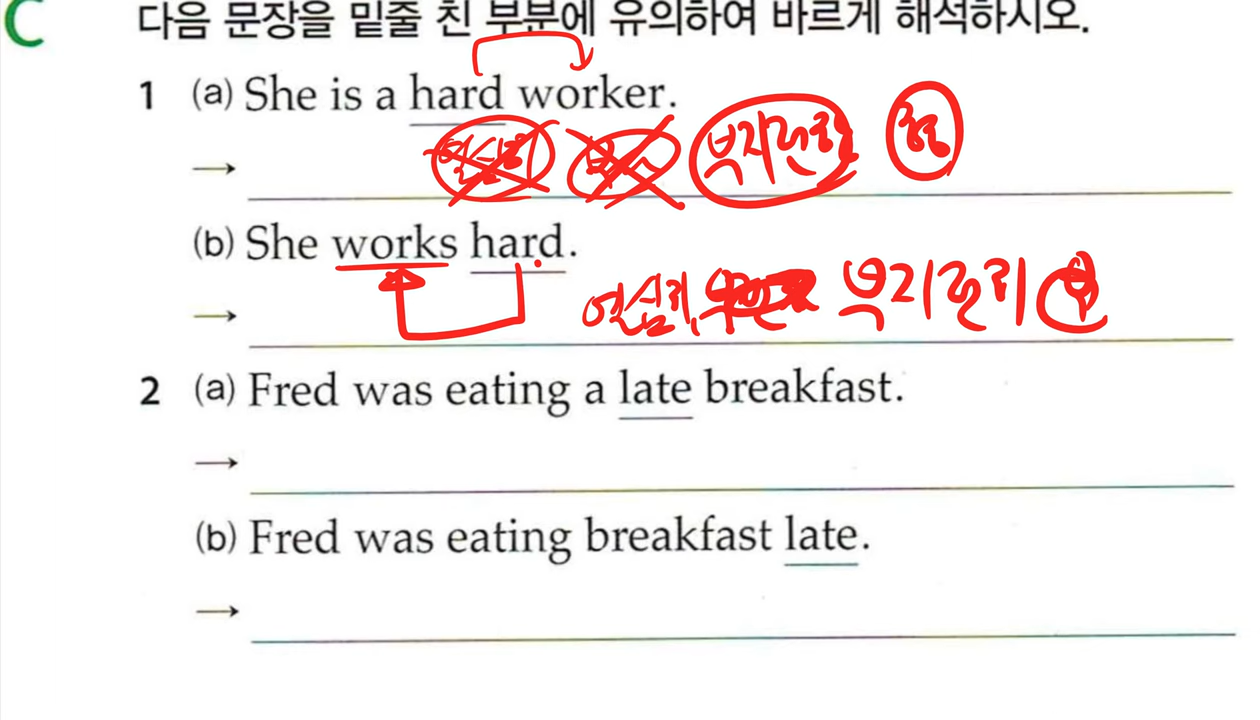 C 다음 문장을 밑줄 친 부분에 유의하여 바르게 해석하시오.
1 (a) She is a hard worker.
→ 부지런한 형
(b) She works hard.
→ 열심히, 부지런히 부
2 (a) Fred was eating a late breakfast.
→
(b) Fred was eating breakfast late.
→